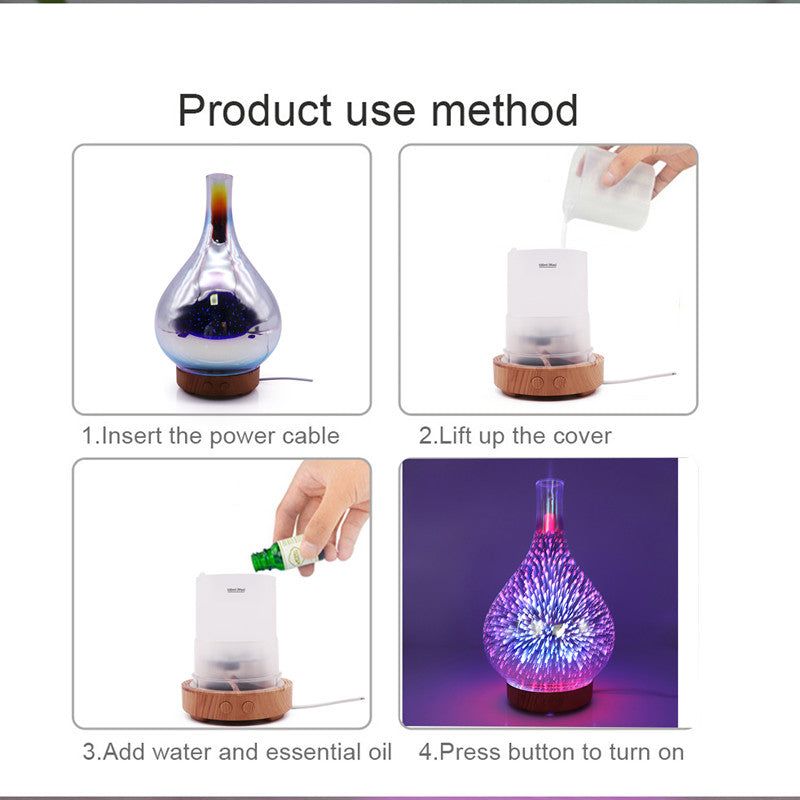 Product use method
1.Insert the power cable
2.Lift up the cover
3.Add water and essential oil
4.Press button to turn on